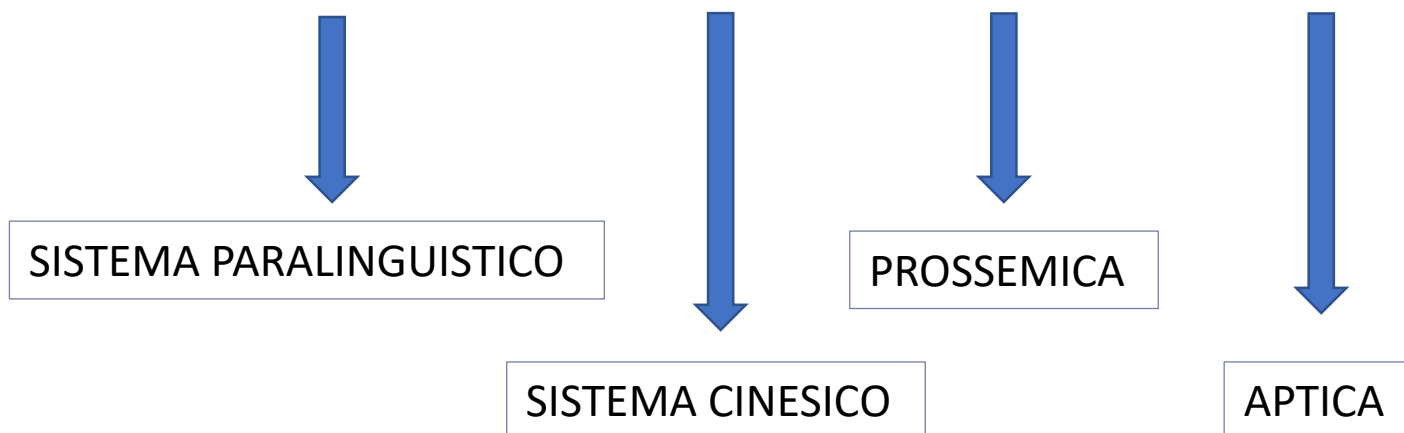 SISTEMA PARALINGUISTICO
PROSSEMICA
SISTEMA CINESICO
APTICA